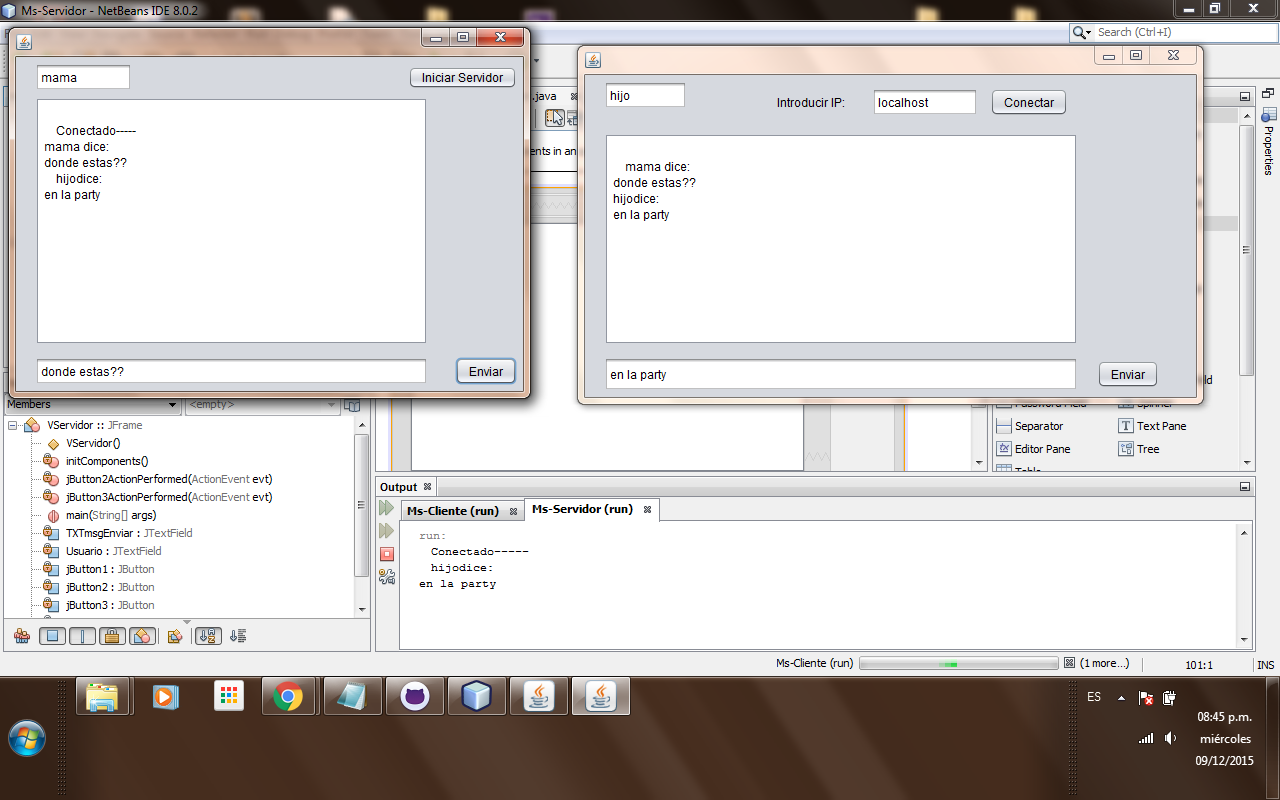 Ms-Servidor - NetBeans IDE 8.0.2
Search (Ctrl+I)
mama
Iniciar Servidor
Conectado-----
mama dice:
donde estas??
hijodice:
en la party
donde estas??
Enviar
hijo
Introducir IP:
localhost
Conectar
mama dice:
donde estas??
hijodice:
en la party
en la party
Enviar
.java
ents in an
Properties
Separator
Text Pane
Editor Pane
Tree
Members
<empty>
VServidor :: JFrame
VServidor()
initComponents()
jButton2ActionPerformed(ActionEvent evt)
jButton3ActionPerformed(ActionEvent evt)
main(String[] args)
TXTmsgEnviar : JTextField
Usuario : JTextField
jButton1 : JButton
jButton2 : JButton
jButton3 : JButton
Output
Ms-Cliente (run)
Ms-Servidor (run)
run:
Conectado-----
hijodice:
en la party
Ms-Cliente (run)
(1 more...)
101:1
INS
ES
08:45 p.m.
miércoles
09/12/2015